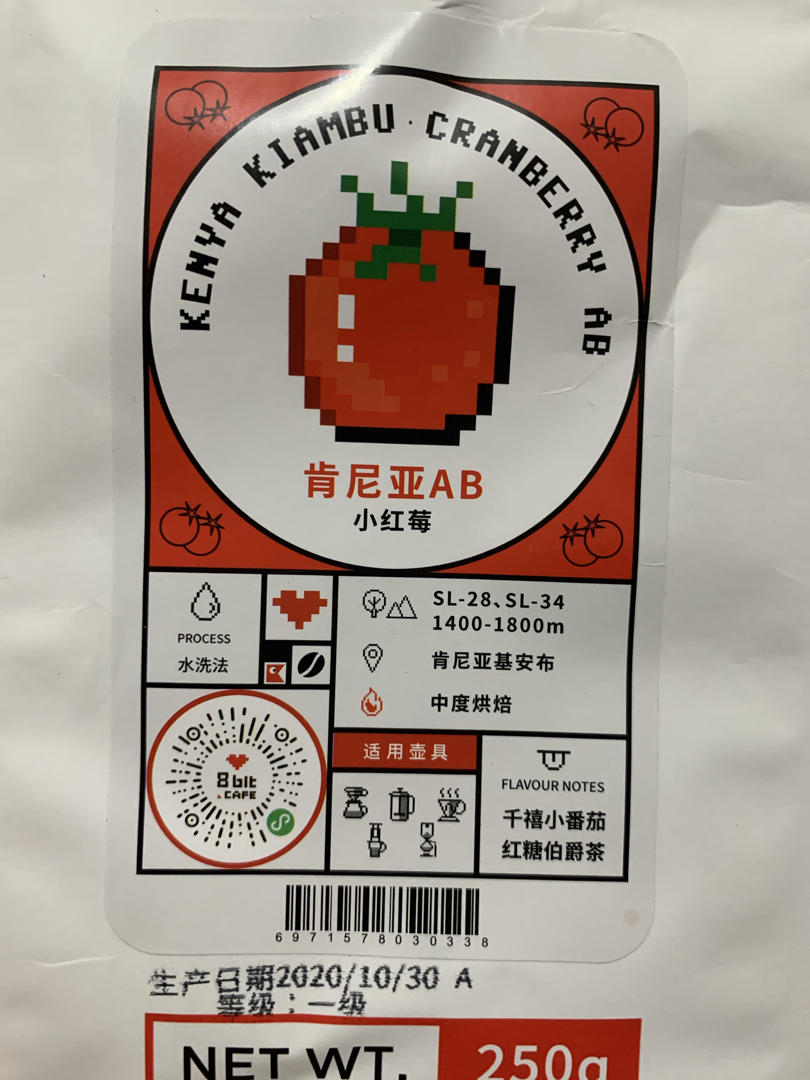 KENYA KIAMBU · CRANBERRY AB
肯尼亚AB
小红莓
PROCESS
水洗法
SL-28、SL-34
1400-1800m
肯尼亚基安布
中度烘焙
8bit
CAFE
适用壶具
FLAVOUR NOTES
千禧小番茄
红糖伯爵茶
6971578030338
生产日期2020/10/30 A
等级：一级
NET WT.
250g